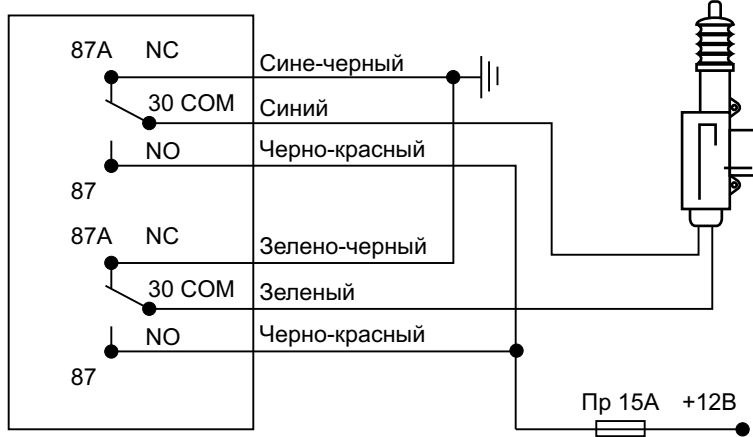 87A NC
Сине-черный
30 COM
Синий
NO
Черно-красный
87
87A NC
Зелено-черный
30 COM
Зеленый
NO
Черно-красный
87
Пр 15А +12В